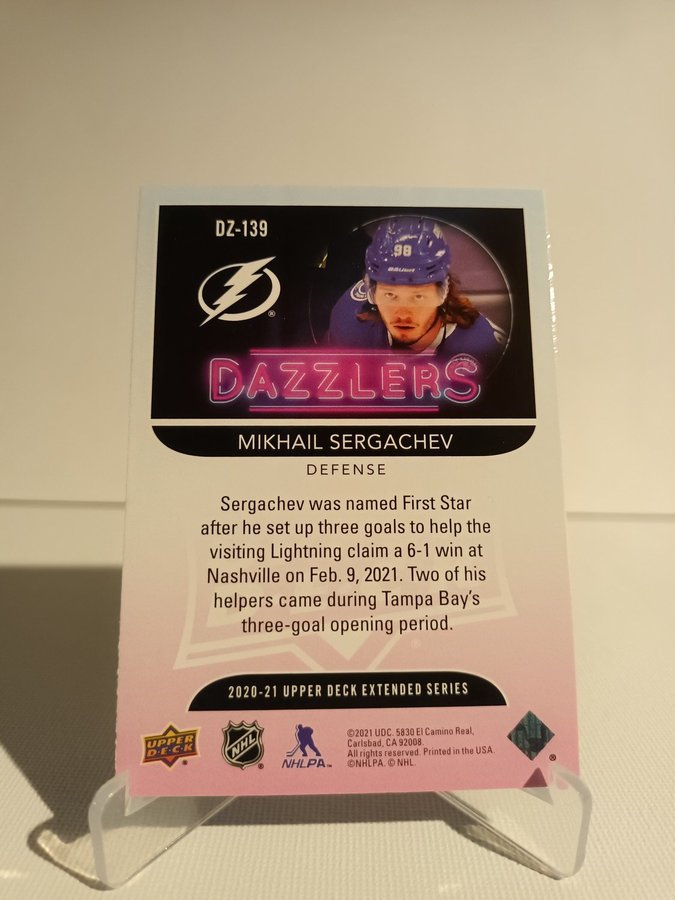 DZ-139
98
BAUER
®
DAZZLERS
MIKHAIL SERGACHEV
DEFENSE
Sergachev was named First Star
after he set up three goals to help the
visiting Lightning claim a 6-1 win at
Nashville on Feb. 9, 2021. Two of his
helpers came during Tampa Bay's
three-goal opening period.
®
2020-21 UPPER DECK EXTENDED SERIES
UPPER
D·E·C·K
®
NHL
®
NHLPA™
©2021 UDC. 5830 El Camino Real,
Carlsbad, CA 92008.
All rights reserved. Printed in the USA.
©NHLPA. © NHL.
®